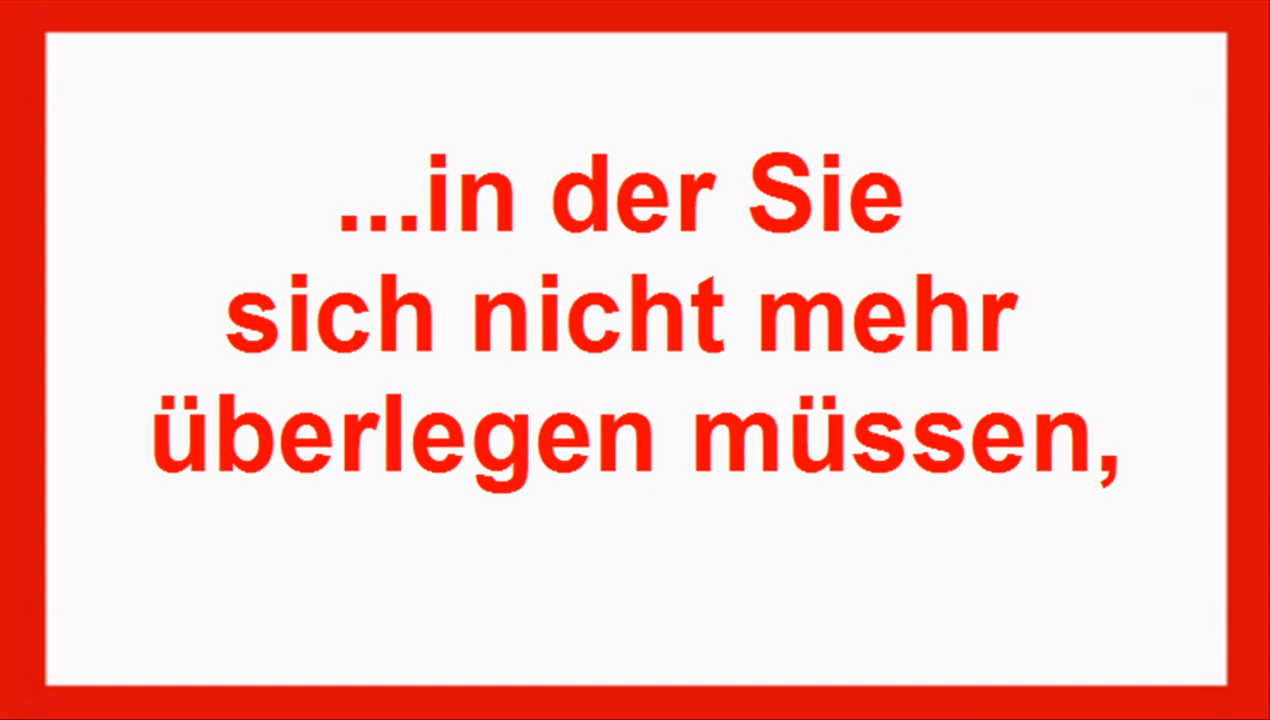 ...in der Sie
sich nicht mehr
überlegen müssen,